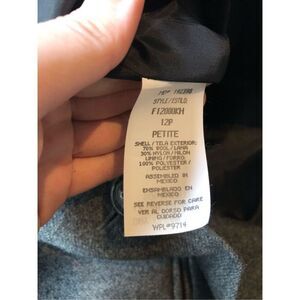 STYLE/ESTILO
F12000KH
12P
PETITE
SHELL/TELA EXTERIOR:
70% WOOL/LANA
30% NYLON/NILON
LINING/FORRO:
100% POLYESTER/
POLIESTER
ASSEMBLED IN
MEXICO
ENSAMBLADO EN
MEXICO
SEE REVERSE FOR CARE
VER AL DORSO PARA
CUIDADO
WPL#9714